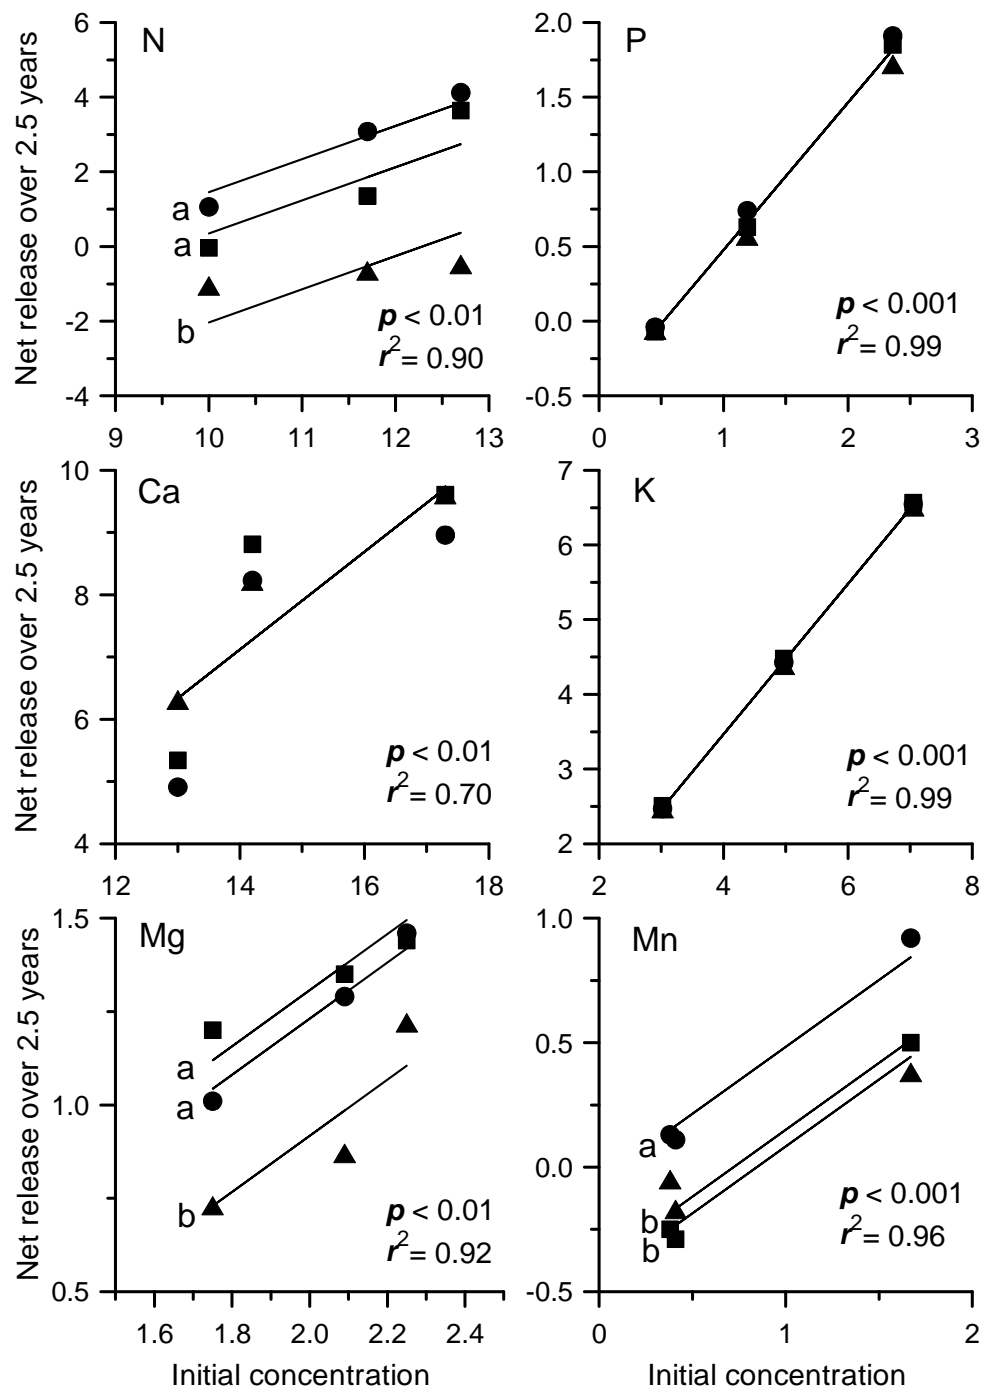 N
Net release over 2.5 years
6
4
2
0
-2
-4
a
a
b
p < 0.01
r²= 0.90
9 10 11 12 13
P
2.0
1.5
1.0
0.5
0.0
-0.5
p < 0.001
r²= 0.99
0 1 2 3
Ca
Net release over 2.5 years
10
8
6
4
p < 0.01
r²= 0.70
12 14 16 18
K
7
6
5
4
3
2
p < 0.001
r²= 0.99
2 4 6 8
Mg
Net release over 2.5 years
1.5
1.0
0.5
a
a
b
p < 0.01
r²= 0.92
1.6 1.8 2.0 2.2 2.4
Initial concentration
Mn
1.0
0.5
0.0
-0.5
a
b
b
p < 0.001
r²= 0.96
0 1 2
Initial concentration